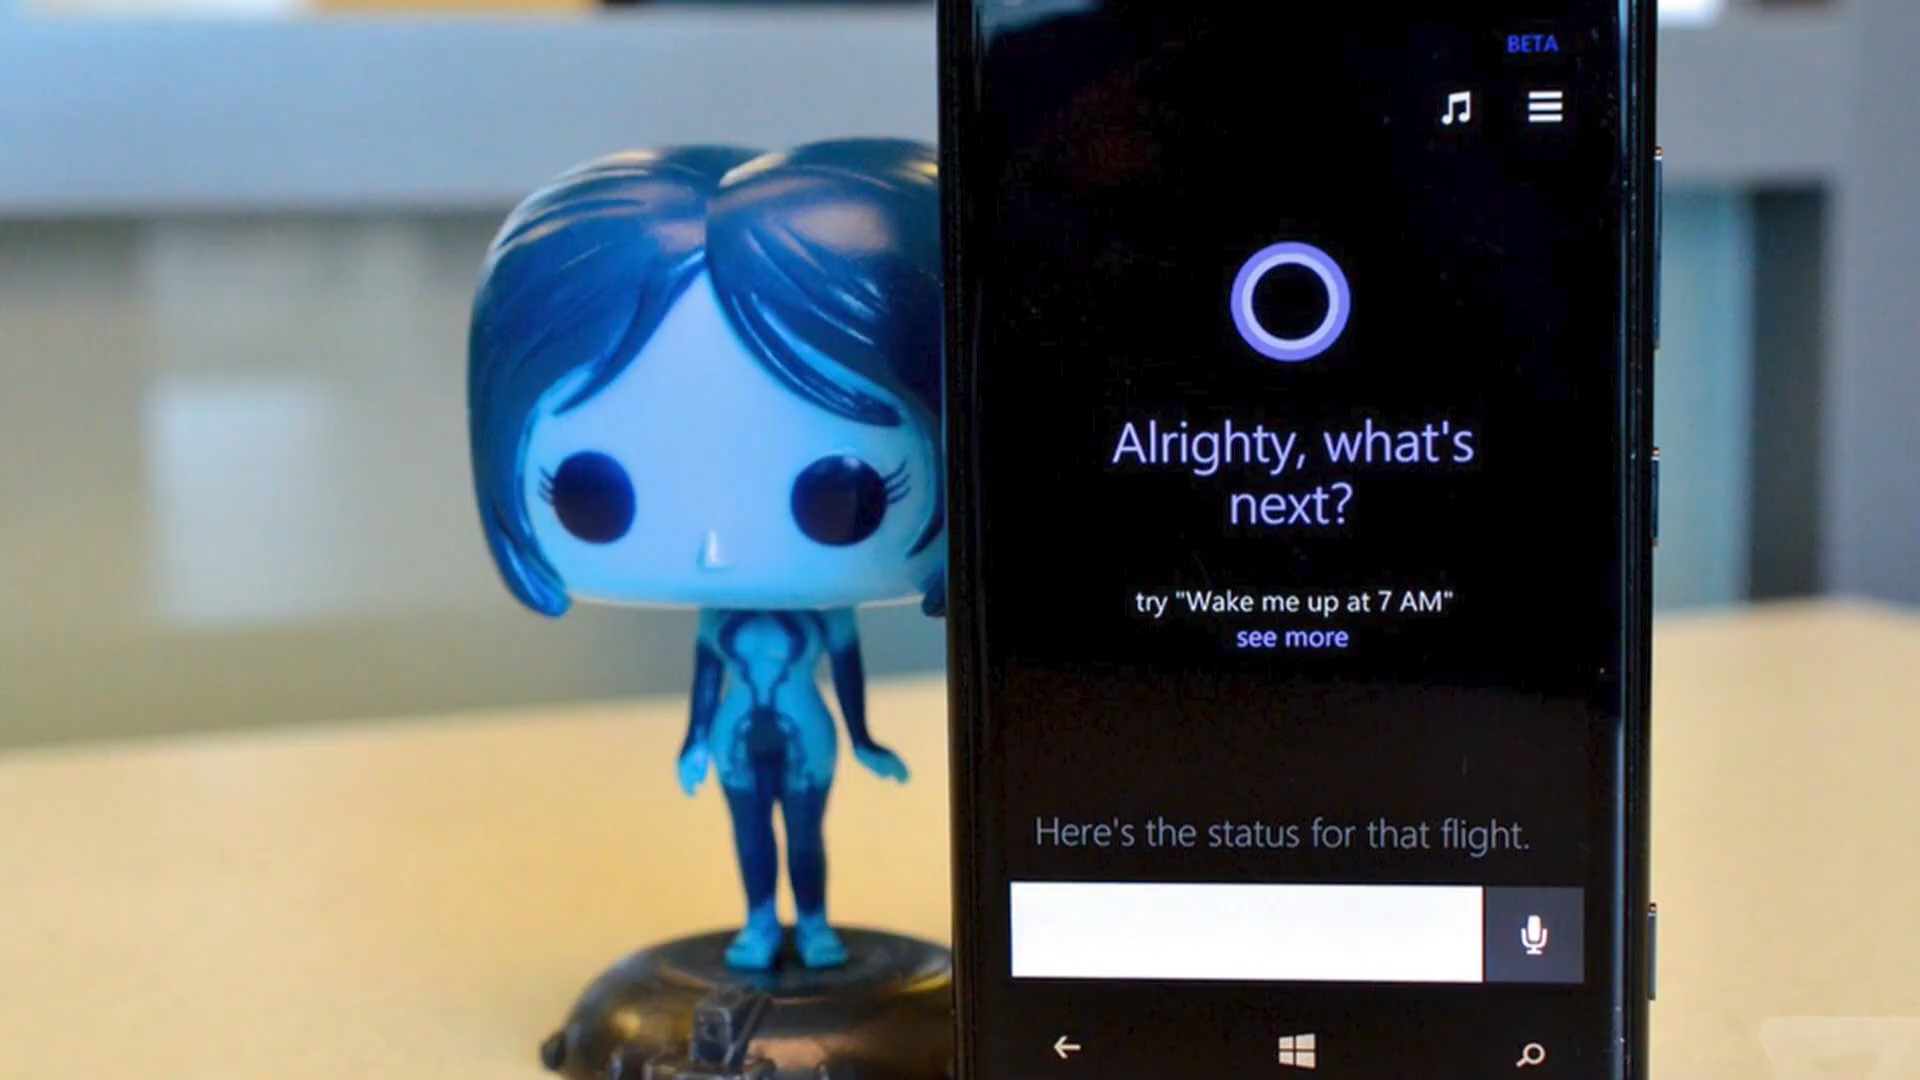 BETA
Alrighty, what's
next?
try "Wake me up at 7 AM"
see more
Here's the status for that flight.